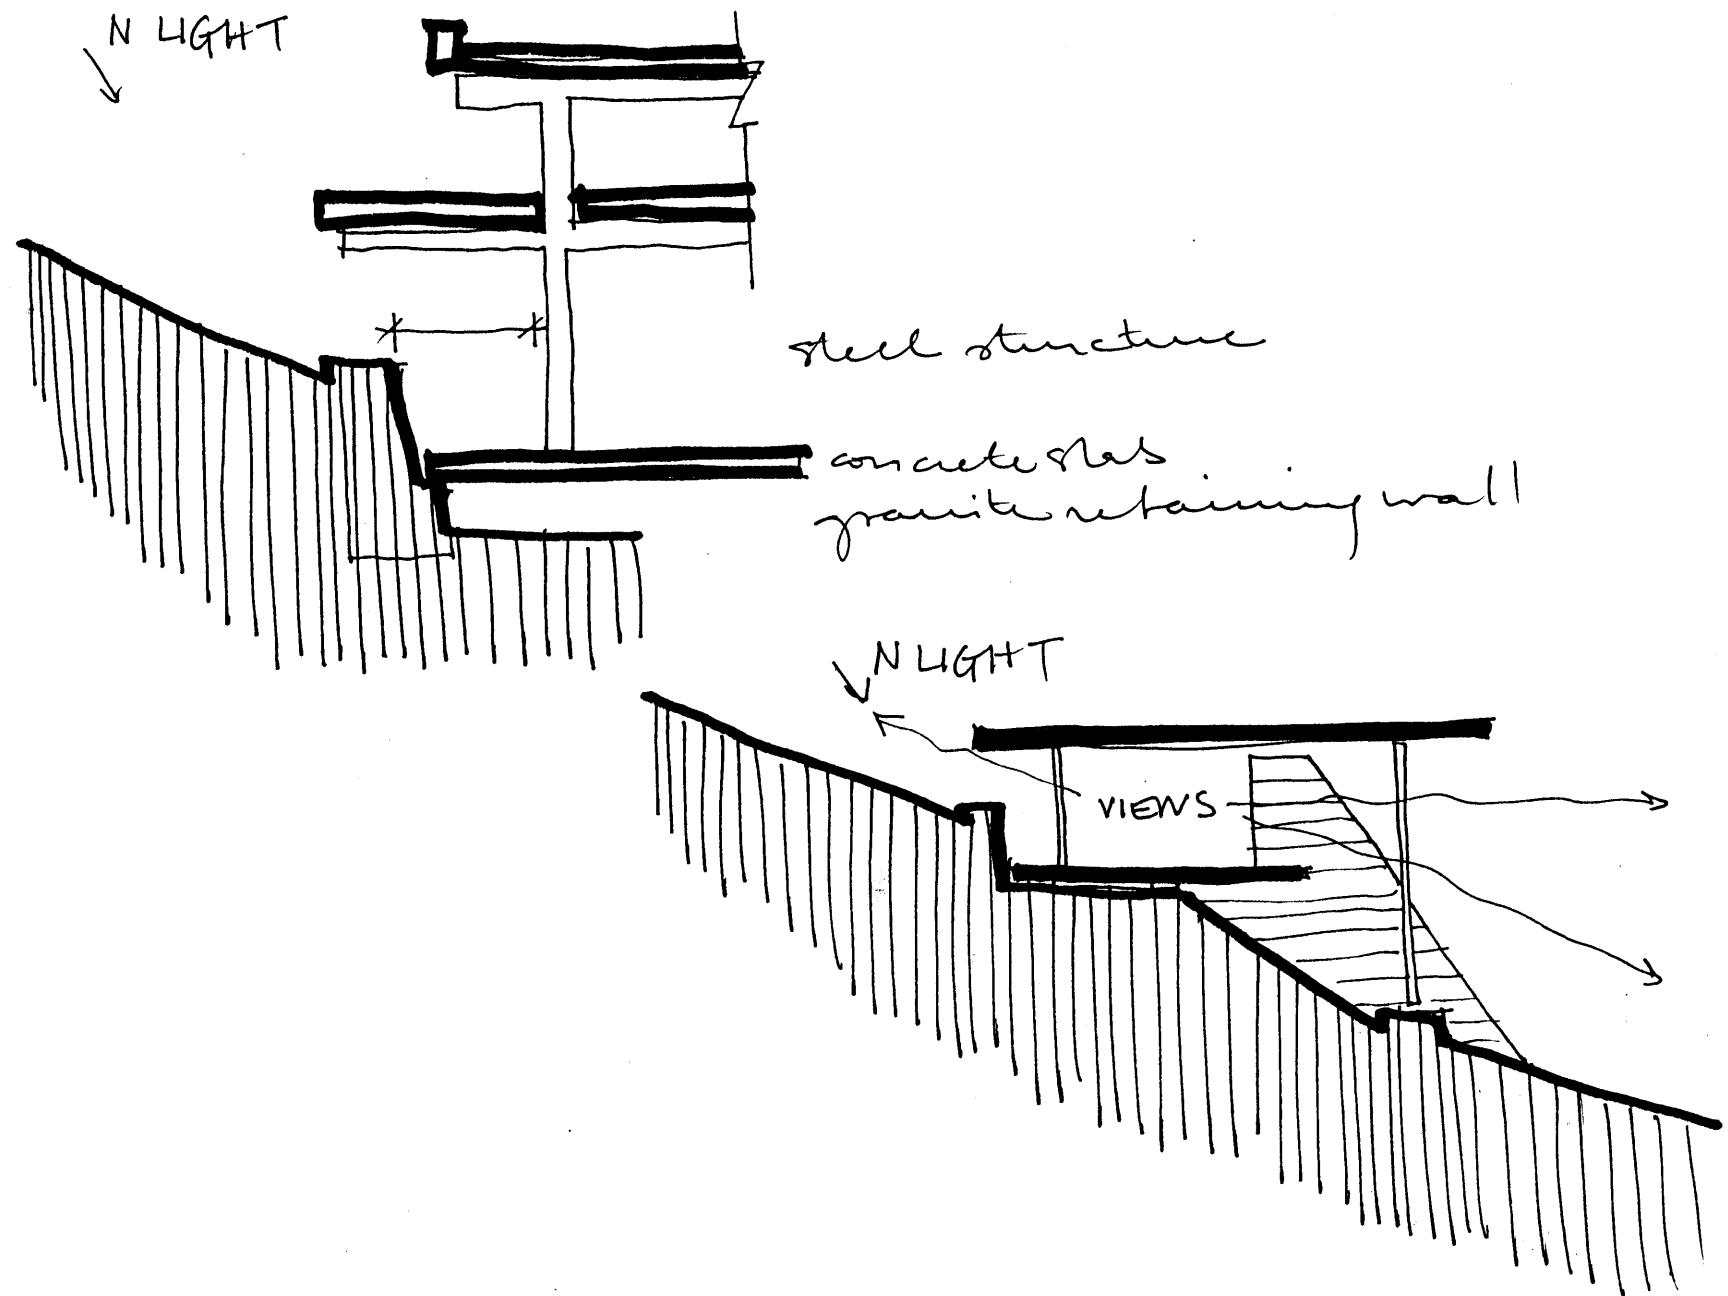 N LIGHT
steel structure
concrete slab
granite retaining wall
N LIGHT
VIEWS